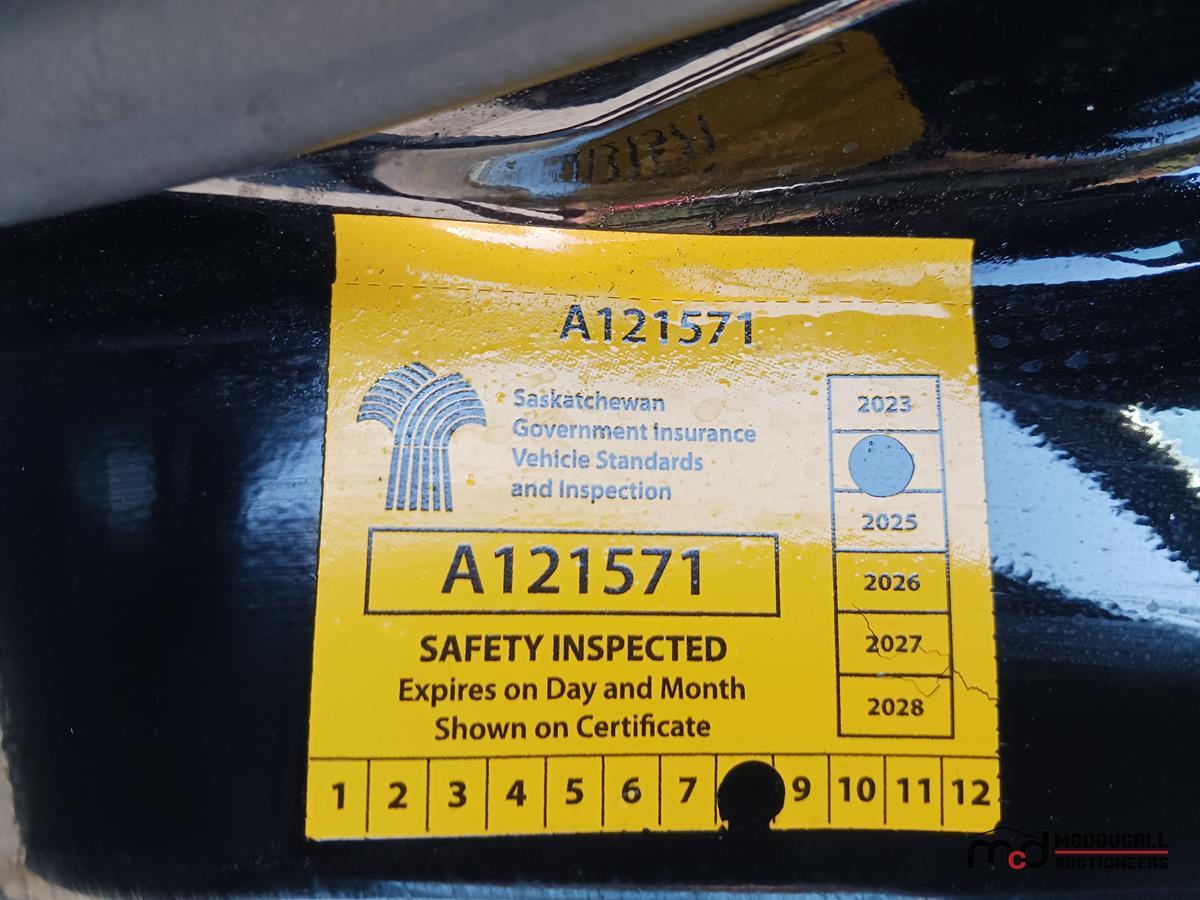 A121571
Saskatchewan
Government Insurance
Vehicle Standards
and Inspection
A121571
SAFETY INSPECTED
Expires on Day and Month
Shown on Certificate
2023
2025
2026
2027
2028
1 2 3 4 5 6 7 9 10 11 12
mcd MCDOUGALL
AUCTIONEERS